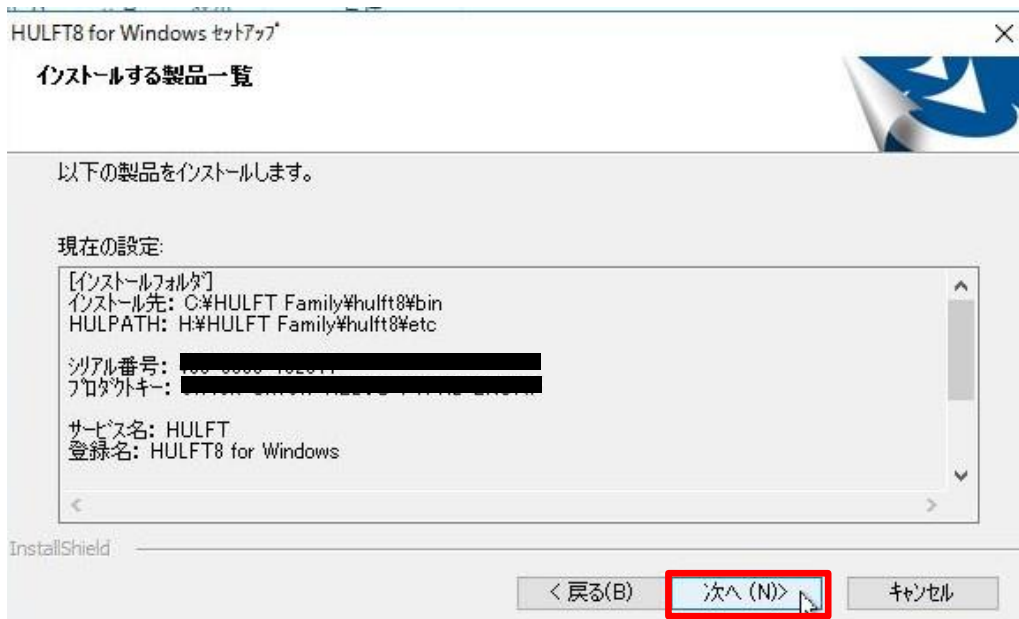 HULFT8 for Windows セットアップ
インストールする製品一覧
以下の製品をインストールします。
現在の設定:
[インストールフォルダ]
インストール先: C:¥HULFT Family¥hulft8¥bin
HULPATH: H:¥HULFT Family¥hulft8¥etc
シリアル番号:
プロダクトキー:
サービス名: HULFT
登録名: HULFT8 for Windows
InstallShield
< 戻る(B)
次へ (N)>
キャンセル